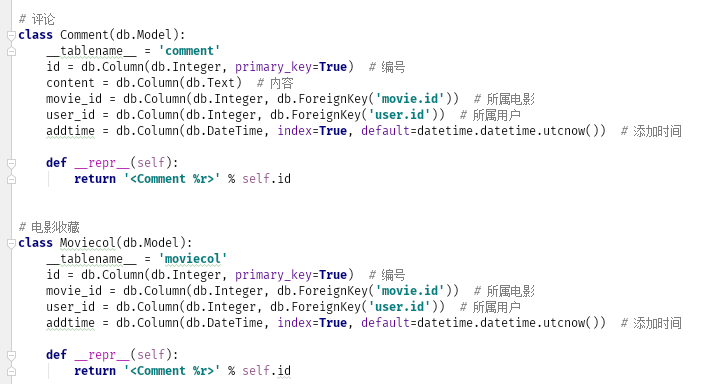 # 评论
class Comment(db.Model):
    __tablename__ = 'comment'
    id = db.Column(db.Integer, primary_key=True)  # 编号
    content = db.Column(db.Text)  # 内容
    movie_id = db.Column(db.Integer, db.ForeignKey('movie.id'))  # 所属电影
    user_id = db.Column(db.Integer, db.ForeignKey('user.id'))  # 所属用户
    addtime = db.Column(db.DateTime, index=True, default=datetime.datetime.utcnow())  # 添加时间
    def __repr__(self):
        return '<Comment %r>' % self.id
# 电影收藏
class Moviecol(db.Model):
    __tablename__ = 'moviecol'
    id = db.Column(db.Integer, primary_key=True)  # 编号
    movie_id = db.Column(db.Integer, db.ForeignKey('movie.id'))  # 所属电影
    user_id = db.Column(db.Integer, db.ForeignKey('user.id'))  # 所属用户
    addtime = db.Column(db.DateTime, index=True, default=datetime.datetime.utcnow())  # 添加时间
    def __repr__(self):
        return '<Comment %r>' % self.id